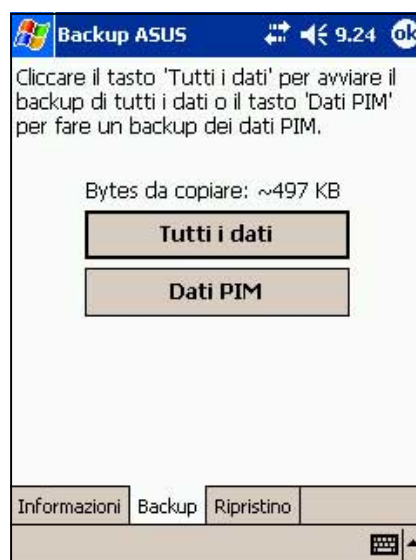 Backup ASUS 9.24 ok
Cliccare il tasto 'Tutti i dati' per avviare il
backup di tutti i dati o il tasto 'Dati PIM'
per fare un backup dei dati PIM.
Bytes da copiare: ~497 KB
Tutti i dati
Dati PIM
Informazioni Backup Ripristino